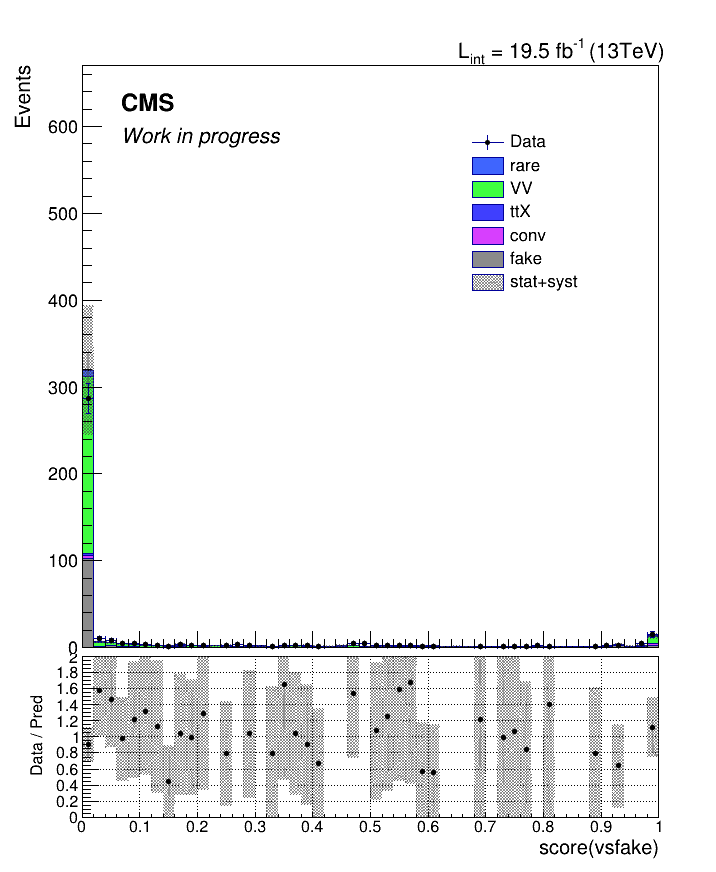 L_int = 19.5 fb^-1 (13TeV)
Events
CMS
Work in progress
Data
rare
VV
ttX
conv
fake
stat+syst
600
500
400
300
200
100
0
Data / Pred
2
1.8
1.6
1.4
1.2
1
0.8
0.6
0.4
0.2
0
0 0.1 0.2 0.3 0.4 0.5 0.6 0.7 0.8 0.9 1
score(vsfake)